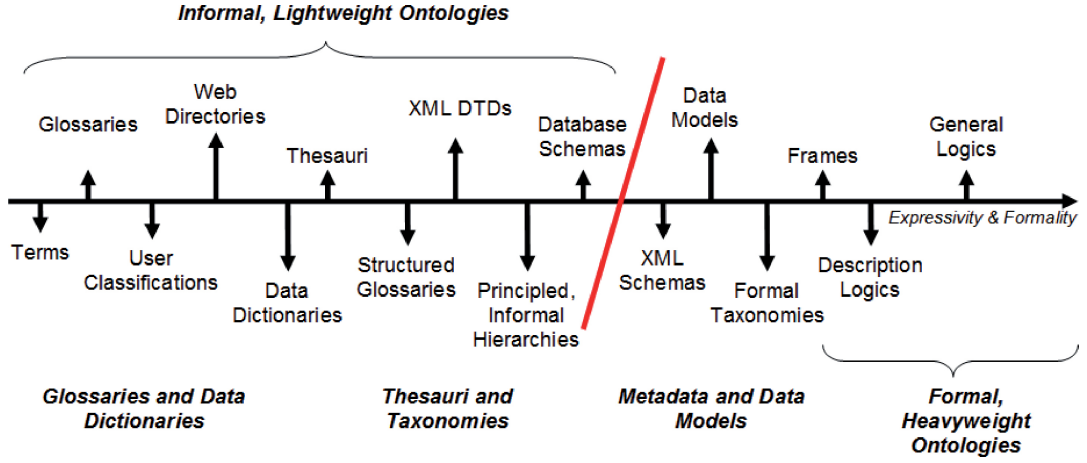 Informal, Lightweight Ontologies
Web
Directories
Glossaries
Thesauri
XML DTDs
Database
Schemas
Data
Models
Frames
General
Logics
Expressivity & Formality
Terms
User
Classifications
Data
Dictionaries
Structured
Glossaries
Principled,
Informal
Hierarchies
XML
Schemas
Formal
Taxonomies
Description
Logics
Glossaries and Data
Dictionaries
Thesauri and
Taxonomies
Metadata and Data
Models
Formal,
Heavyweight
Ontologies